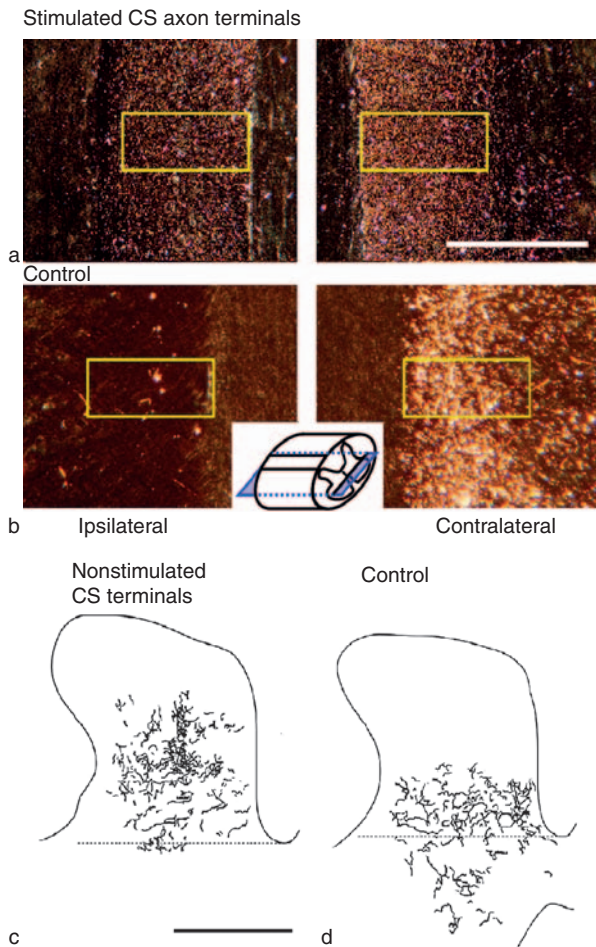 Stimulated CS axon terminals
a
Control
b
Ipsilateral
Contralateral
Nonstimulated
CS terminals
Control
c
d